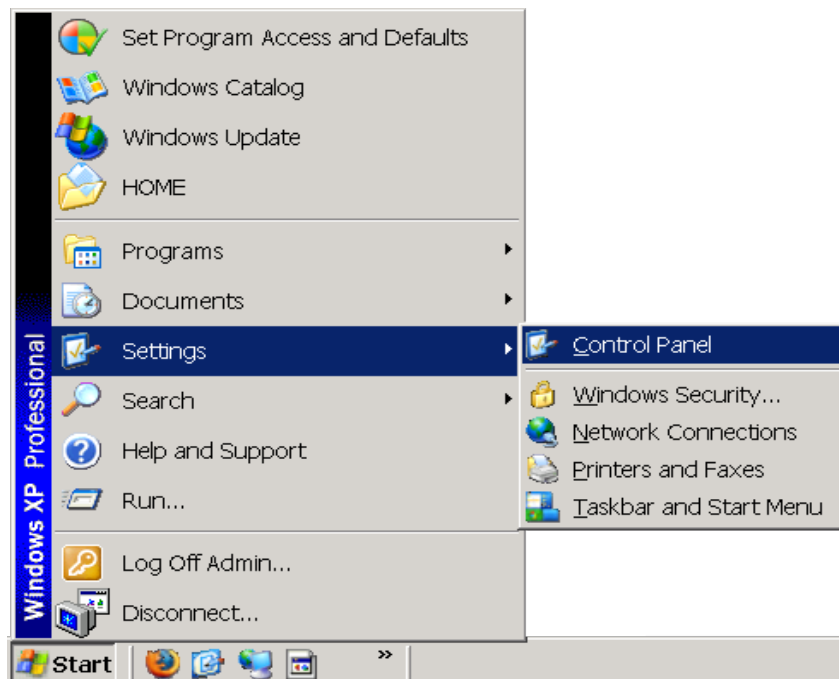 Set Program Access and Defaults
Windows Catalog
Windows Update
HOME
Programs
Documents
Settings
Search
Help and Support
Run...
Log Off Admin...
Disconnect...
Windows XP Professional
Control Panel
Windows Security...
Network Connections
Printers and Faxes
Taskbar and Start Menu
Start
»